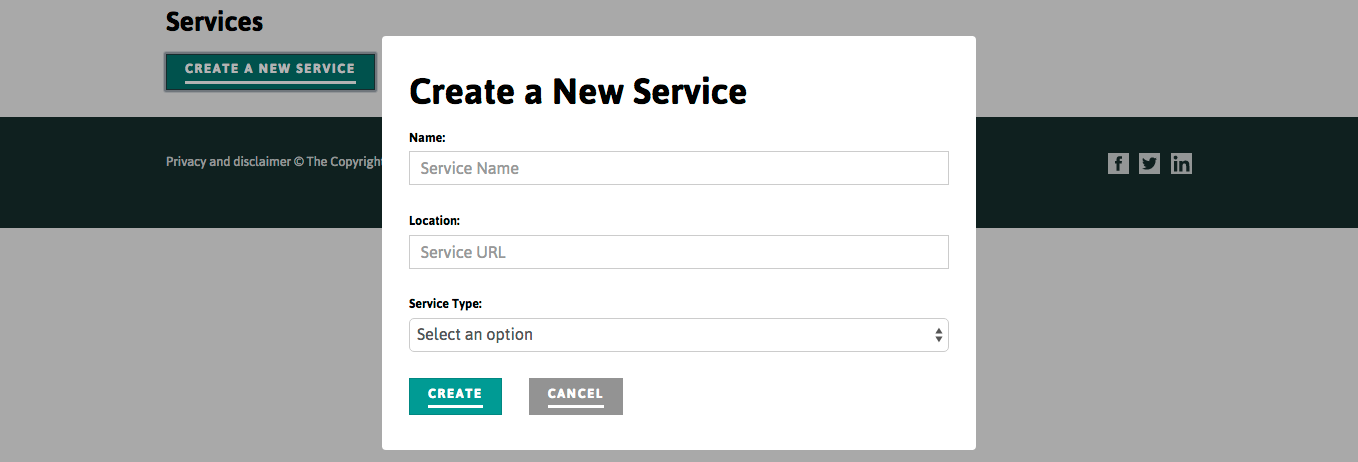 Services
CREATE A NEW SERVICE
Privacy and disclaimer © The Copyright
Create a New Service
Name:
Service Name
Location:
Service URL
Service Type:
Select an option
CREATE
CANCEL
f
in